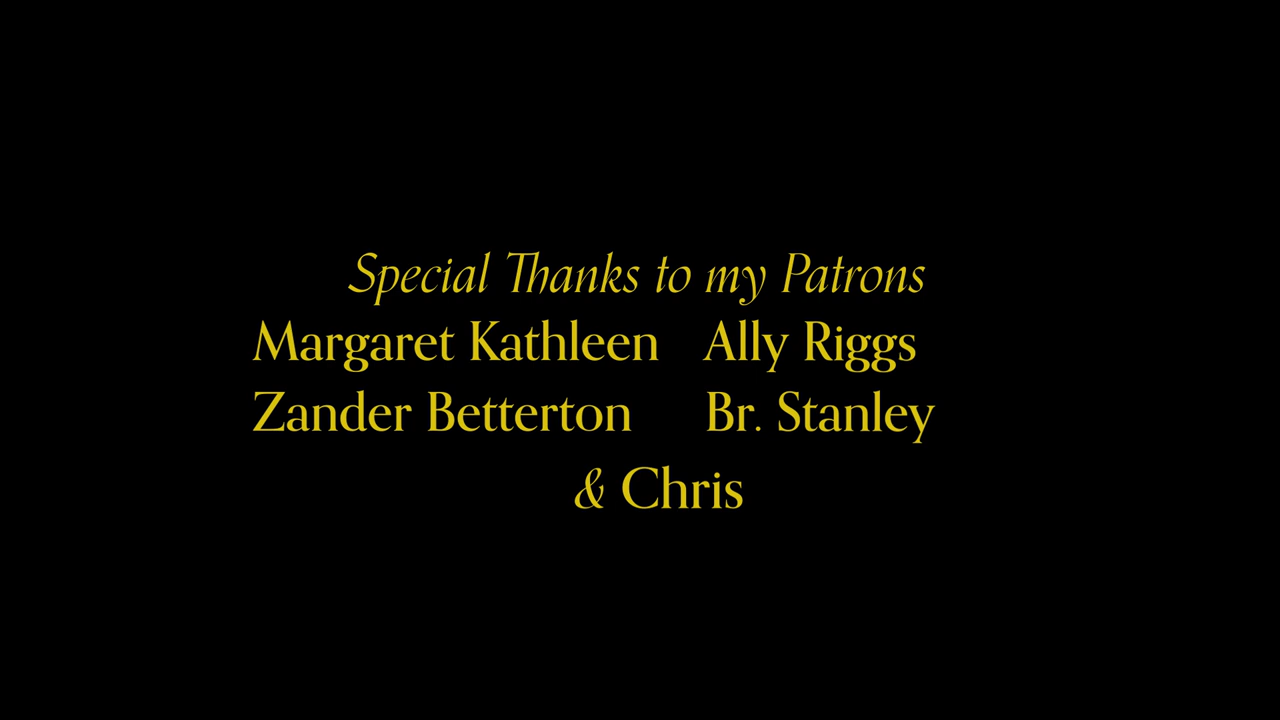 Special Thanks to my Patrons
Margaret Kathleen Ally Riggs
Zander Betterton Br. Stanley
& Chris